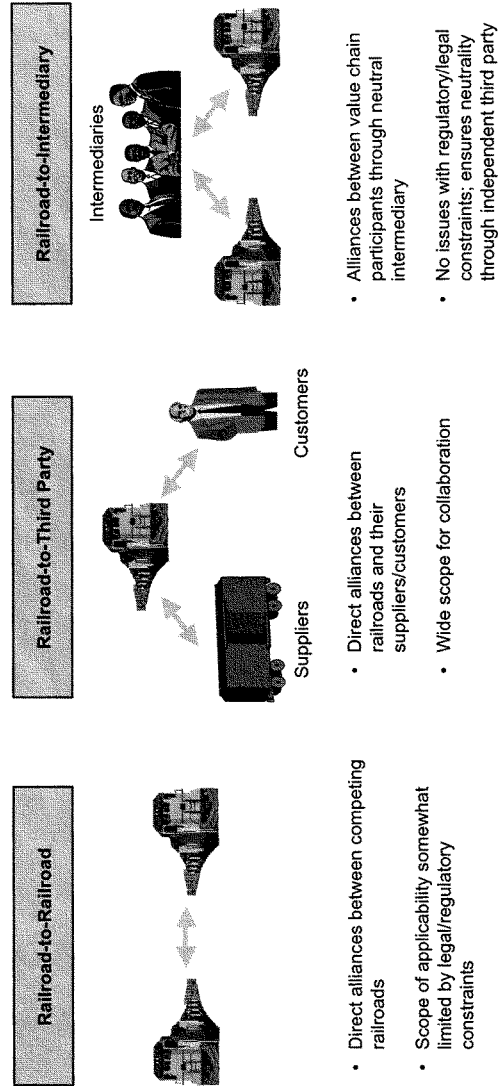 Railroad-to-Railroad
• Direct alliances between competing
railroads
• Scope of applicability somewhat
limited by legal/regulatory
constraints
Railroad-to-Third Party
Suppliers
Customers
• Direct alliances between
railroads and their
suppliers/customers
• Wide scope for collaboration
Railroad-to-Intermediary
Intermediaries
• Alliances between value chain
participants through neutral
intermediary
• No issues with regulatory/legal
constraints; ensures neutrality
through independent third party